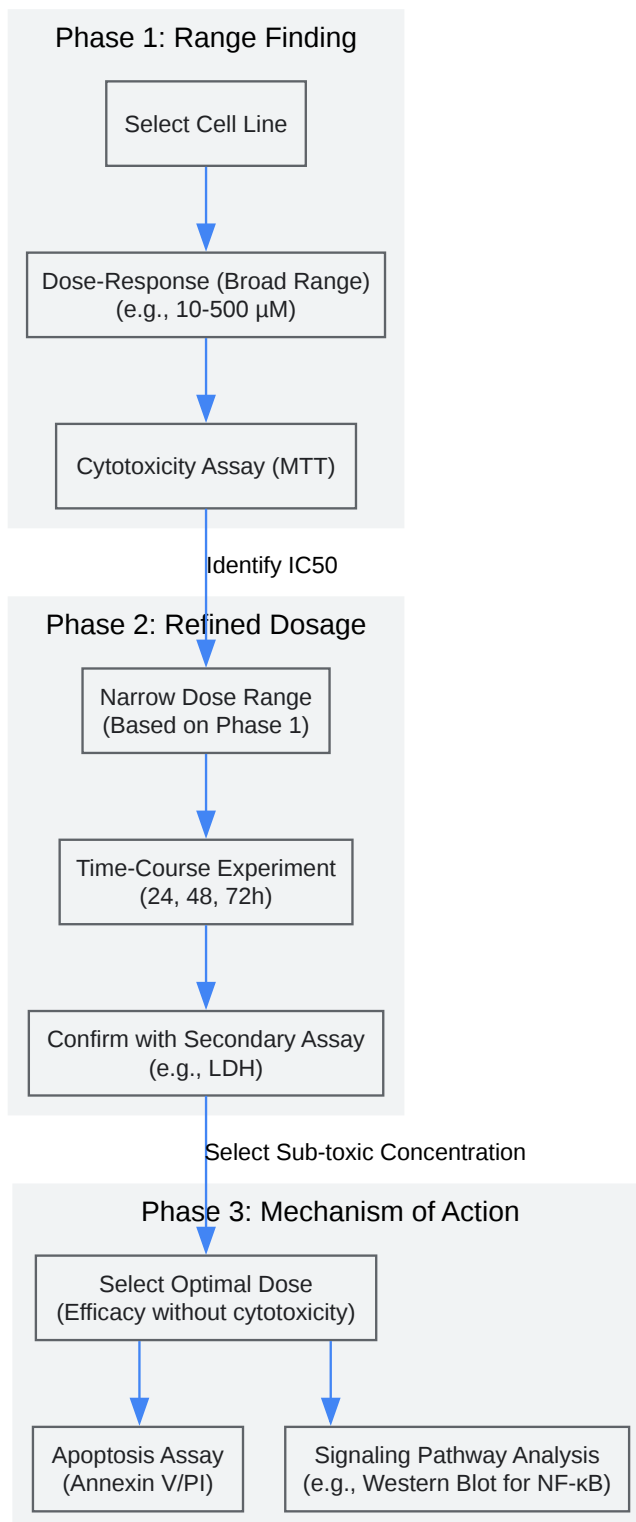 Phase 1: Range Finding
Select Cell Line
Dose-Response (Broad Range)
(e.g., 10-500 µM)
Cytotoxicity Assay (MTT)
Identify IC50
Phase 2: Refined Dosage
Narrow Dose Range
(Based on Phase 1)
Time-Course Experiment
(24, 48, 72h)
Confirm with Secondary Assay
(e.g., LDH)
Select Sub-toxic Concentration
Phase 3: Mechanism of Action
Select Optimal Dose
(Efficacy without cytotoxicity)
Apoptosis Assay
(Annexin V/PI)
Signaling Pathway Analysis
(e.g., Western Blot for NF-κB)